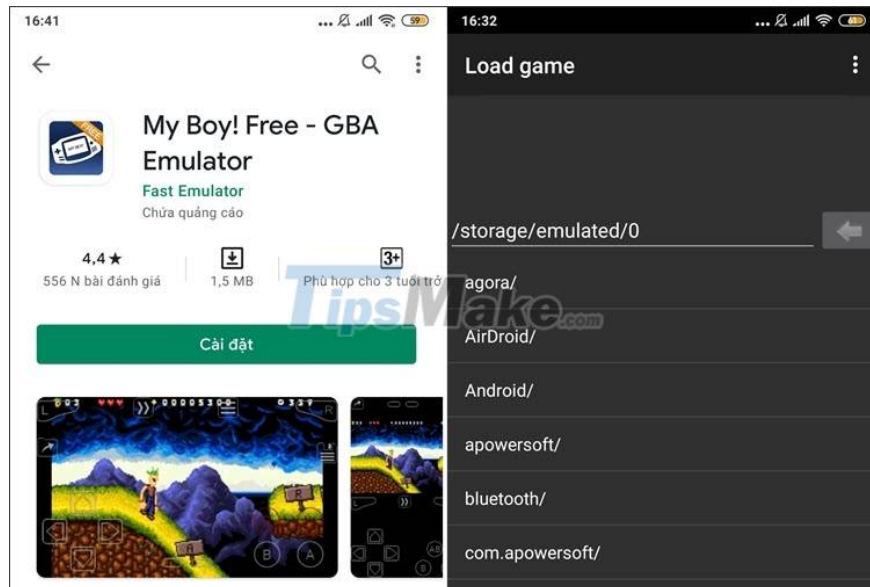 16:41
... 59
My Boy! Free - GBA
Emulator
Fast Emulator
Chứa quảng cáo
4,4 ★
556 N bài đánh giá
1,5 MB
3+
Phù hợp cho 3 tuổi trở
Cài đặt
L
R
B
A
R
A
L
B
16:32
... 61
Load game
/storage/emulated/0
agora/
AirDroid/
Android/
apowersoft/
bluetooth/
com.apowersoft/
TipsMake.com